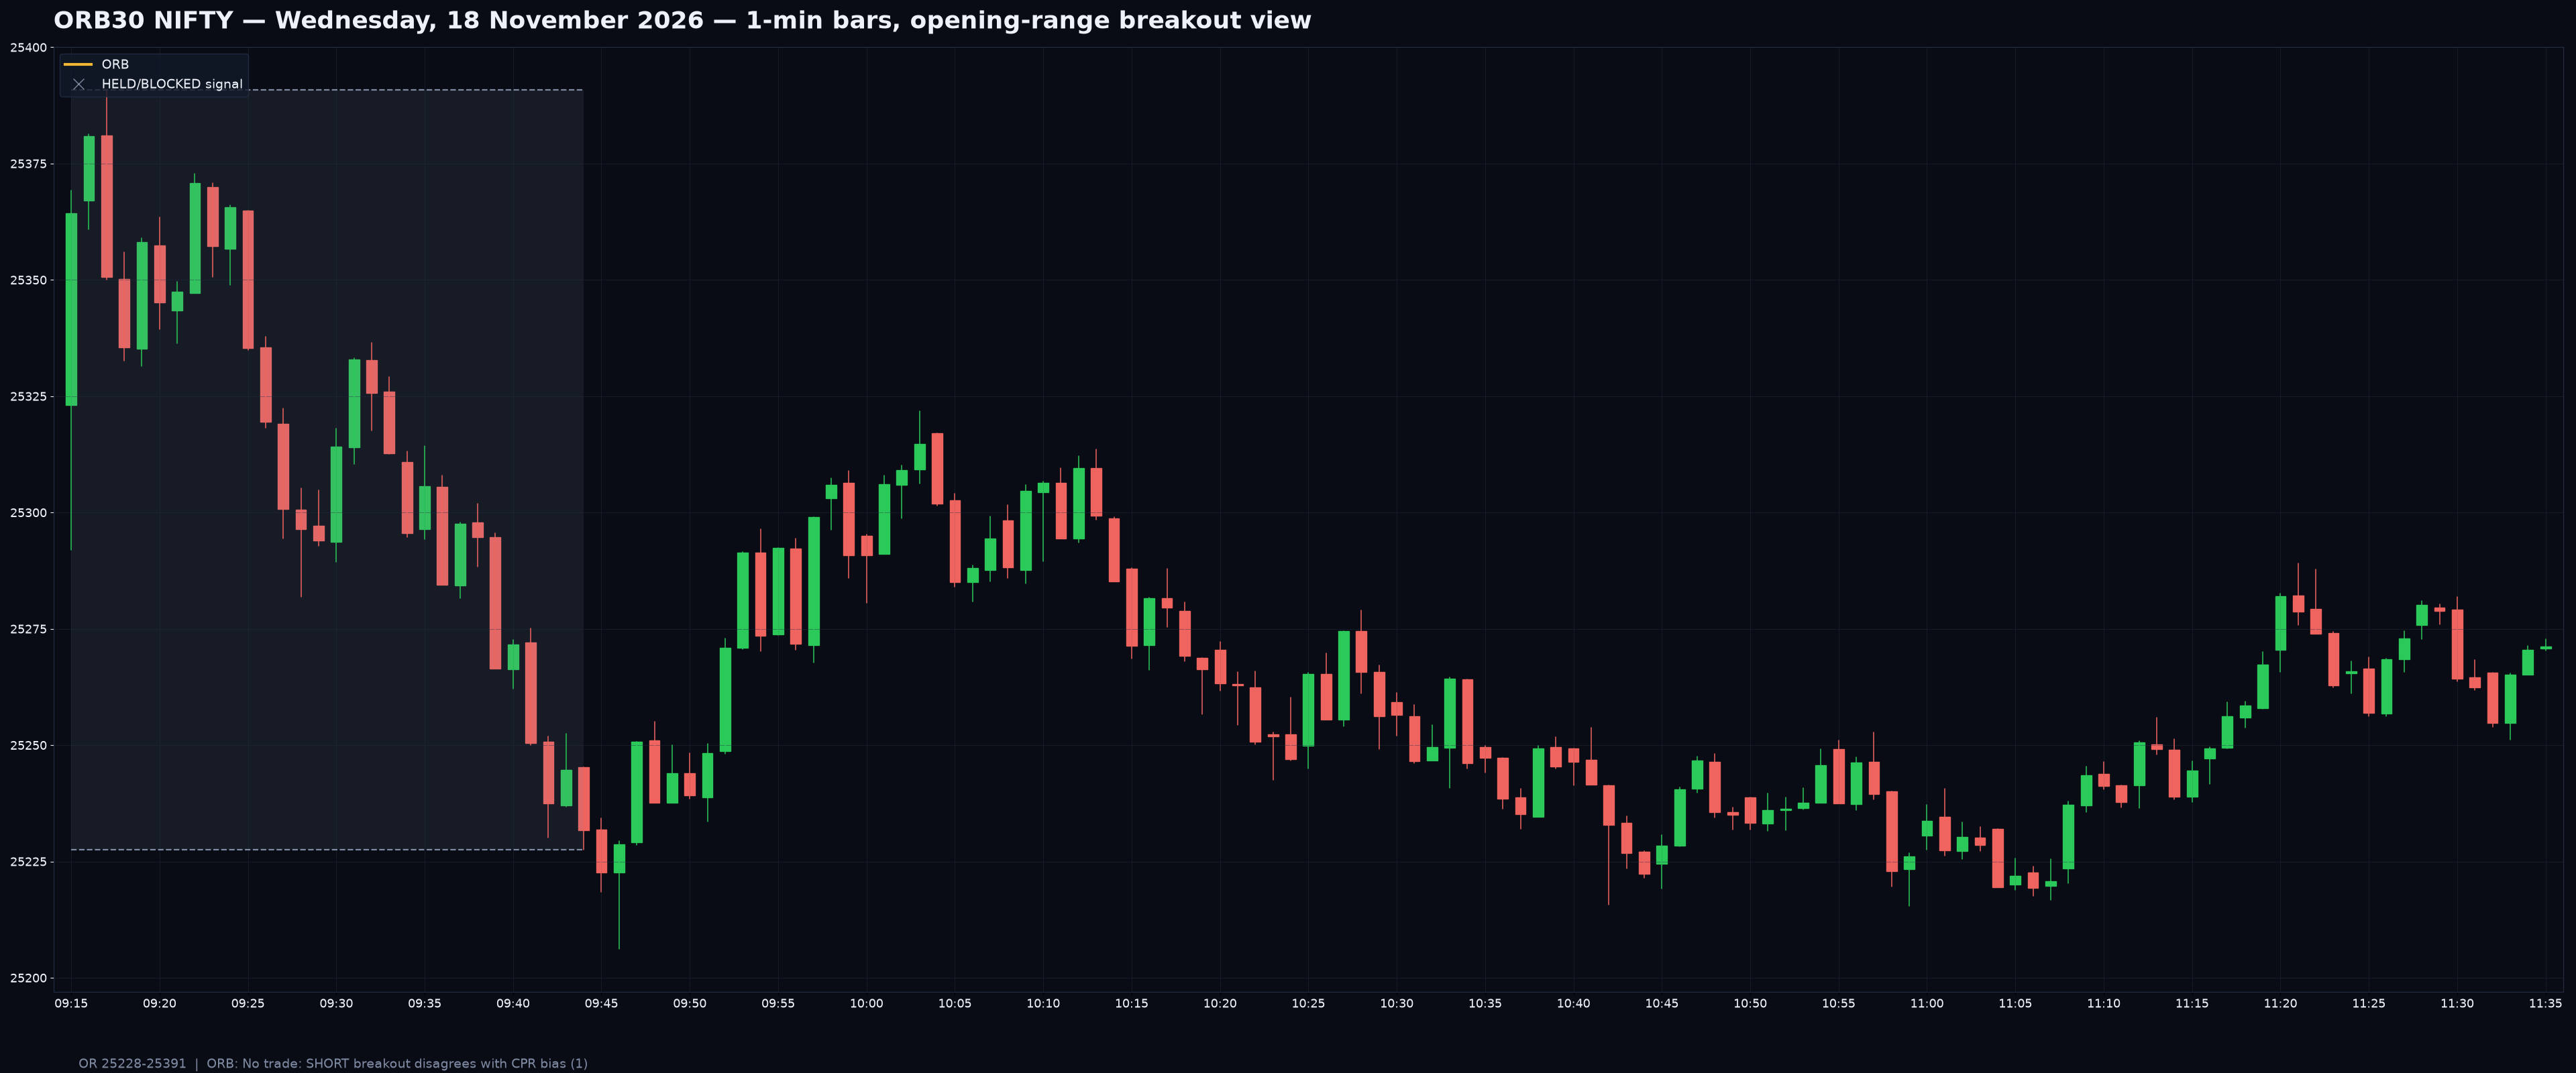 ORB30 NIFTY — Wednesday, 18 November 2026 — 1-min bars, opening-range breakout view
25400
ORB
HELD/BLOCKED signal
25375
25350
25325
25300
25275
25250
25225
25200
09:15 09:20 09:25 09:30 09:35 09:40 09:45 09:50 09:55 10:00 10:05 10:10 10:15 10:20 10:25 10:30 10:35 10:40 10:45 10:50 10:55 11:00 11:05 11:10 11:15 11:20 11:25 11:30 11:35
OR 25228-25391 | ORB: No trade: SHORT breakout disagrees with CPR bias (1)